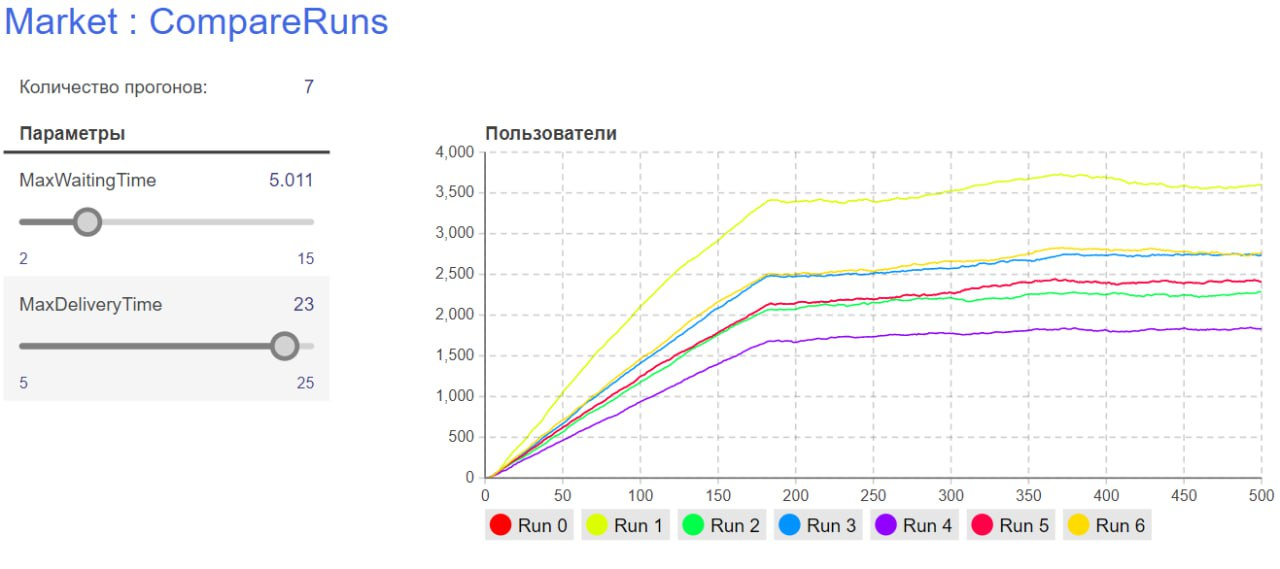 Market : CompareRuns
Количество прогонов: 7
Параметры
MaxWaitingTime 5.011
2 15
MaxDeliveryTime 23
5 25
Пользователи
4,000
3,500
3,000
2,500
2,000
1,500
1,000
500
0
0 50 100 150 200 250 300 350 400 450 500
Run 0 Run 1 Run 2 Run 3 Run 4 Run 5 Run 6